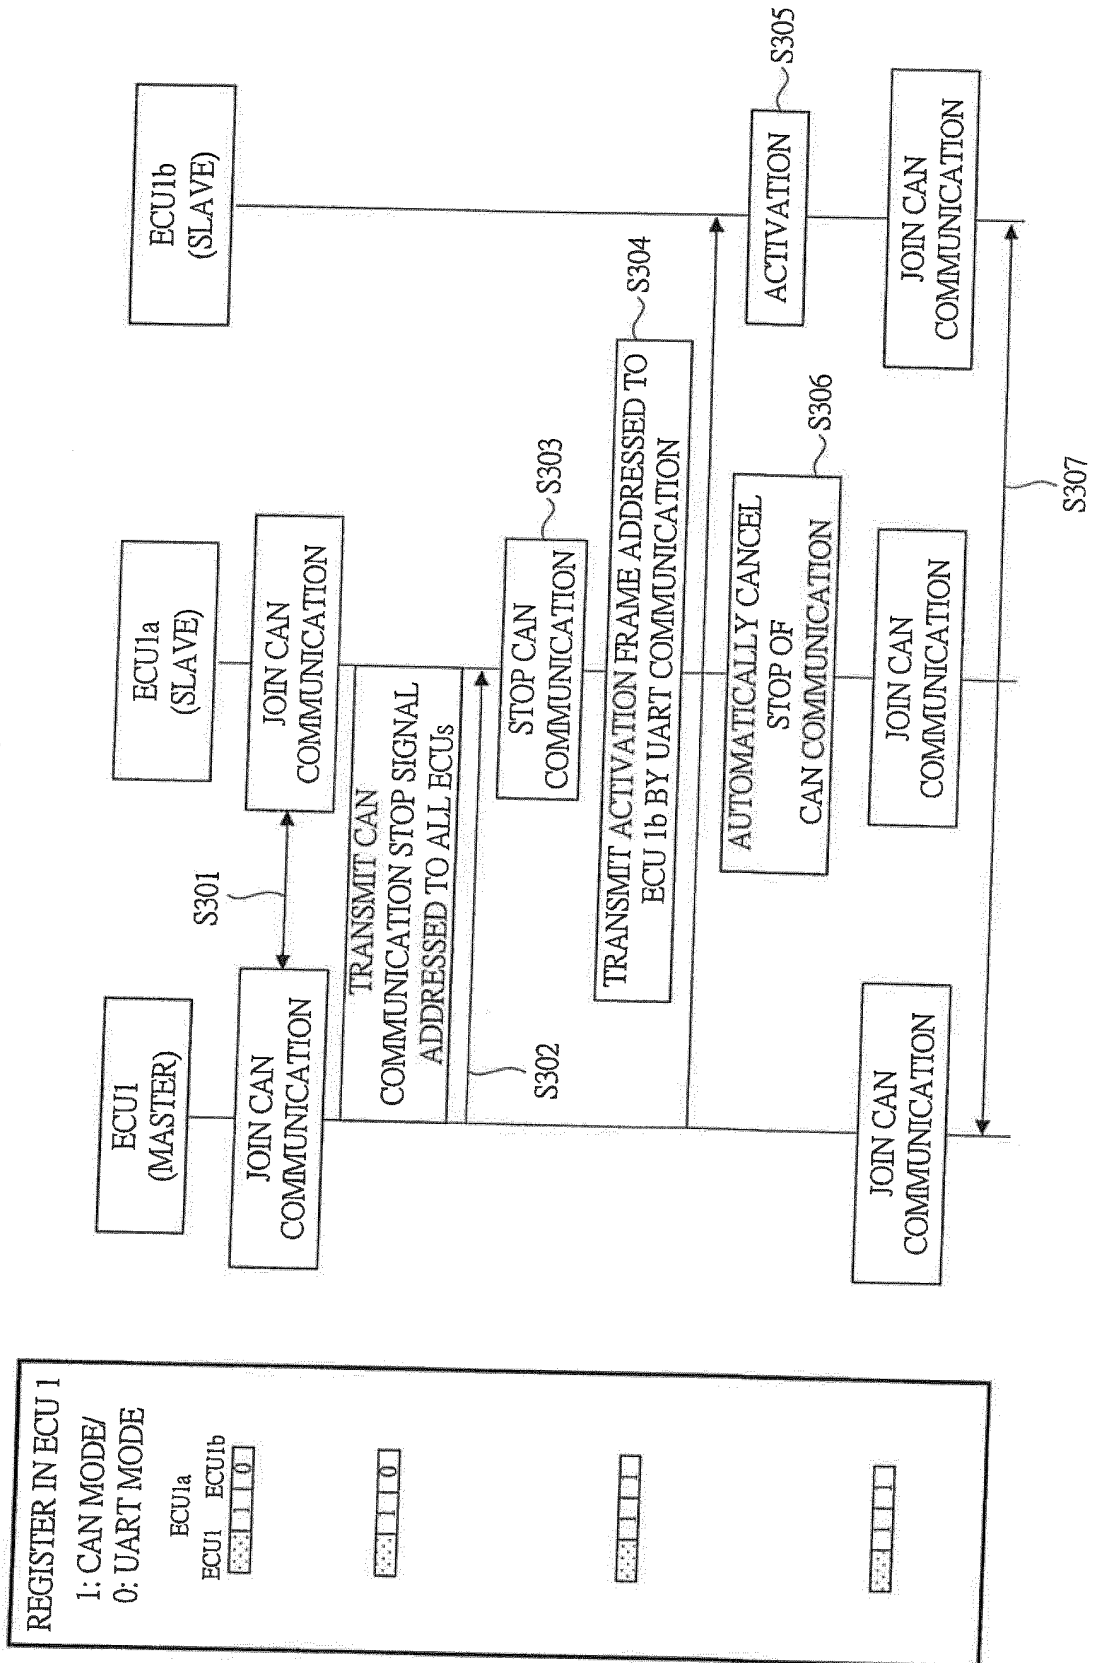 REGISTER IN ECU 1
1: CAN MODE/
0: UART MODE
ECU1a
ECU1 ECU1b
1 0
1 0
1 1
1 1
ECU1
(MASTER)
ECU1a
(SLAVE)
ECU1b
(SLAVE)
JOIN CAN
COMMUNICATION
S301
JOIN CAN
COMMUNICATION
TRANSMIT CAN
COMMUNICATION STOP SIGNAL
ADDRESSED TO ALL ECUs
S302
STOP CAN
COMMUNICATION
S303
TRANSMIT ACTIVATION FRAME ADDRESSED TO
ECU 1b BY UART COMMUNICATION
S304
ACTIVATION
S305
AUTOMATICALLY CANCEL
STOP OF
CAN COMMUNICATION
S306
JOIN CAN
COMMUNICATION
JOIN CAN
COMMUNICATION
JOIN CAN
COMMUNICATION
S307